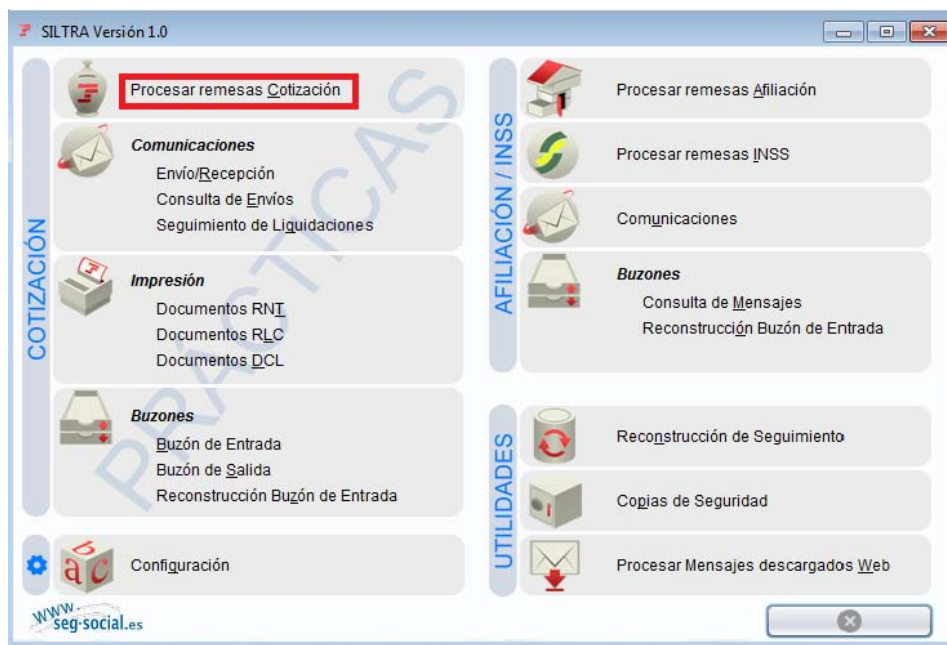 SILTRA Versión 1.0
COTIZACIÓN
Procesar remesas Cotización
Comunicaciones
Envío/Recepción
Consulta de Envíos
Seguimiento de Liquidaciones
Impresión
Documentos RNT
Documentos RLC
Documentos DCL
Buzones
Buzón de Entrada
Buzón de Salida
Reconstrucción Buzón de Entrada
PRÁCTICAS
abc
Configuración
www.
seg-social.es
AFILIACIÓN / INSS
Procesar remesas Afiliación
Procesar remesas INSS
Comunicaciones
Buzones
Consulta de Mensajes
Reconstrucción Buzón de Entrada
UTILIDADES
Reconstrucción de Seguimiento
Copias de Seguridad
Procesar Mensajes descargados Web